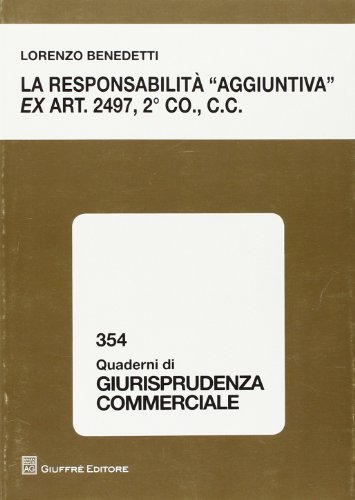 LORENZO BENEDETTI
LA RESPONSABILITÀ “AGGIUNTIVA”
EX ART. 2497, 2° CO., C.C.
354
Quaderni di
GIURISPRUDENZA
COMMERCIALE
GIUFFRÈ EDITORE